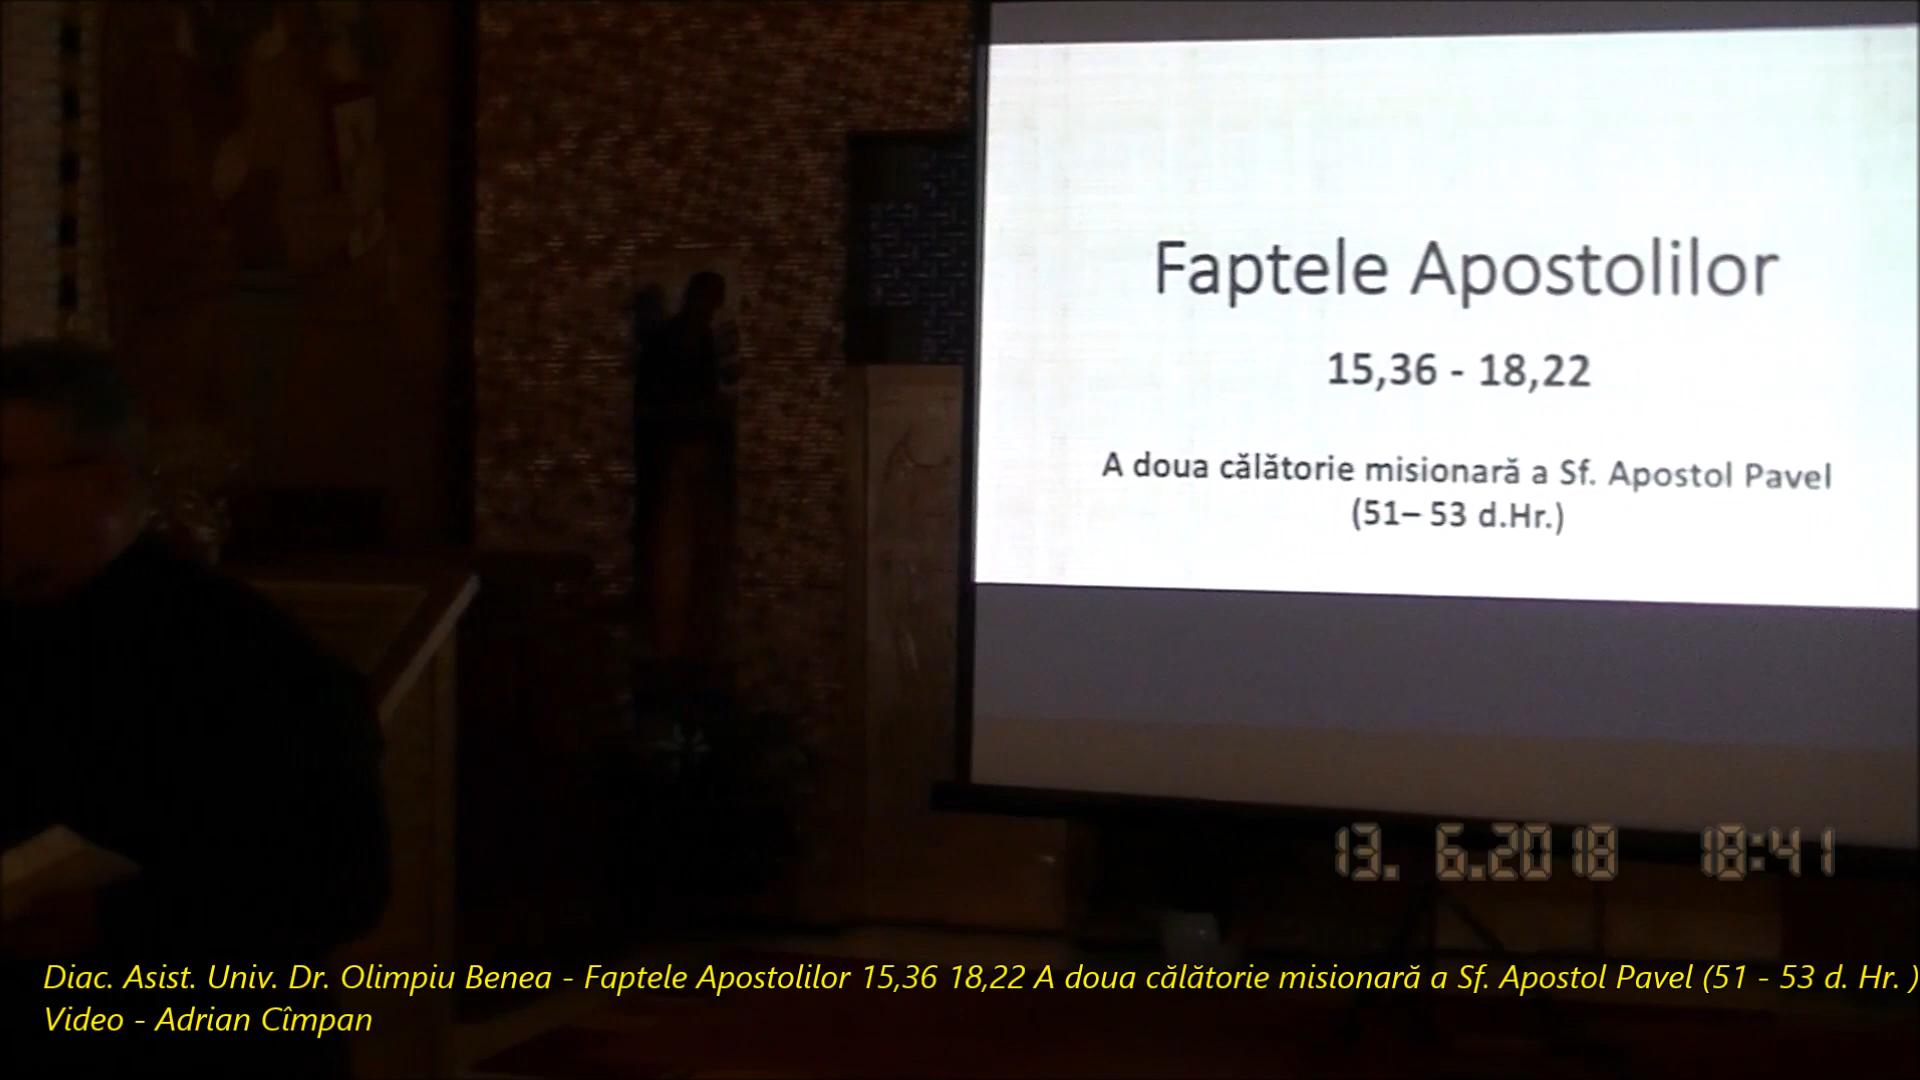 Faptele Apostolilor
15,36 - 18,22
A doua călătorie misionară a Sf. Apostol Pavel
(51– 53 d.Hr.)
13. 6.2018 18:41
Diac. Asist. Univ. Dr. Olimpiu Benea - Faptele Apostolilor 15,36 18,22 A doua călătorie misionară a Sf. Apostol Pavel (51 - 53 d. Hr. )
Video - Adrian Cîmpan